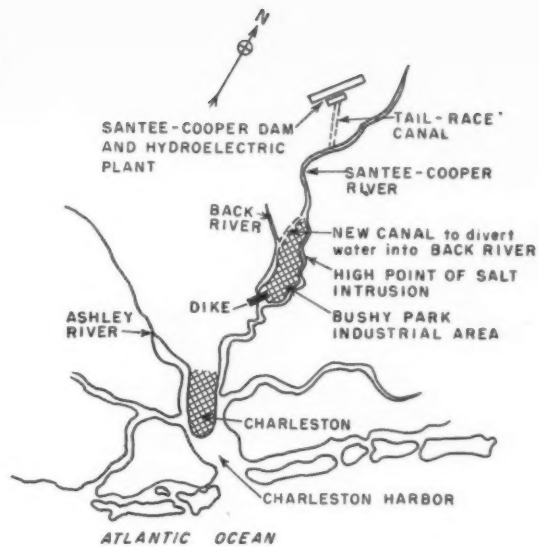 N
SANTEE-COOPER DAM
AND HYDROELECTRIC
PLANT
TAIL-RACE
CANAL
SANTEE-COOPER
RIVER
BACK
RIVER
NEW CANAL to divert
water into BACK RIVER
HIGH POINT OF SALT
INTRUSION
DIKE
BUSHY PARK
INDUSTRIAL AREA
ASHLEY
RIVER
CHARLESTON
CHARLESTON HARBOR
ATLANTIC OCEAN